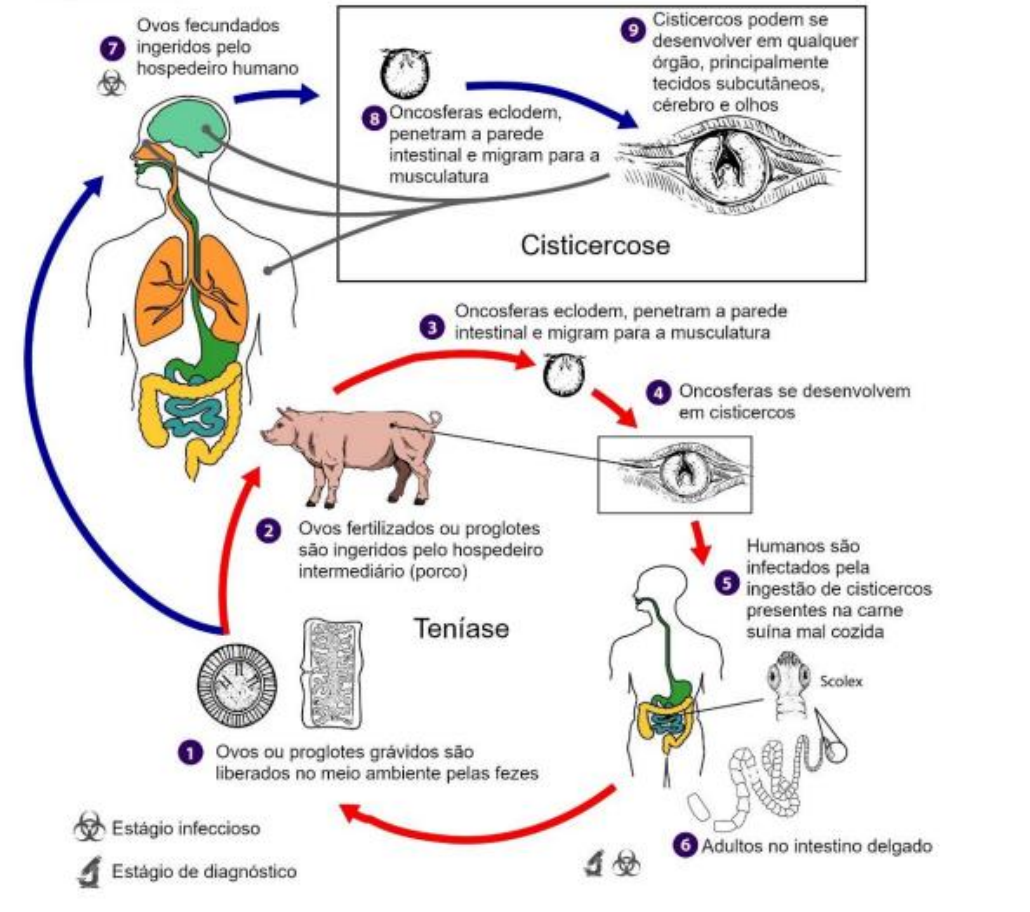 7
Ovos fecundados
ingeridos pelo
hospedeiro humano
8
Oncosferas eclodem,
penetram a parede
intestinal e migram para a
musculatura
9
Cisticercos podem se
desenvolver em qualquer
órgão, principalmente
tecidos subcutâneos,
cérebro e olhos
Cisticercose
3
Oncosferas eclodem, penetram a parede
intestinal e migram para a musculatura
4
Oncosferas se desenvolvem
em cisticercos
2
Ovos fertilizados ou proglotes
são ingeridos pelo hospedeiro
intermediário (porco)
5
Humanos são
infectados pela
ingestão de cisticercos
presentes na carne
suína mal cozida
Teníase
Scolex
1
Ovos ou proglotes grávidos são
liberados no meio ambiente pelas fezes
6
Adultos no intestino delgado
Estágio infeccioso
Estágio de diagnóstico